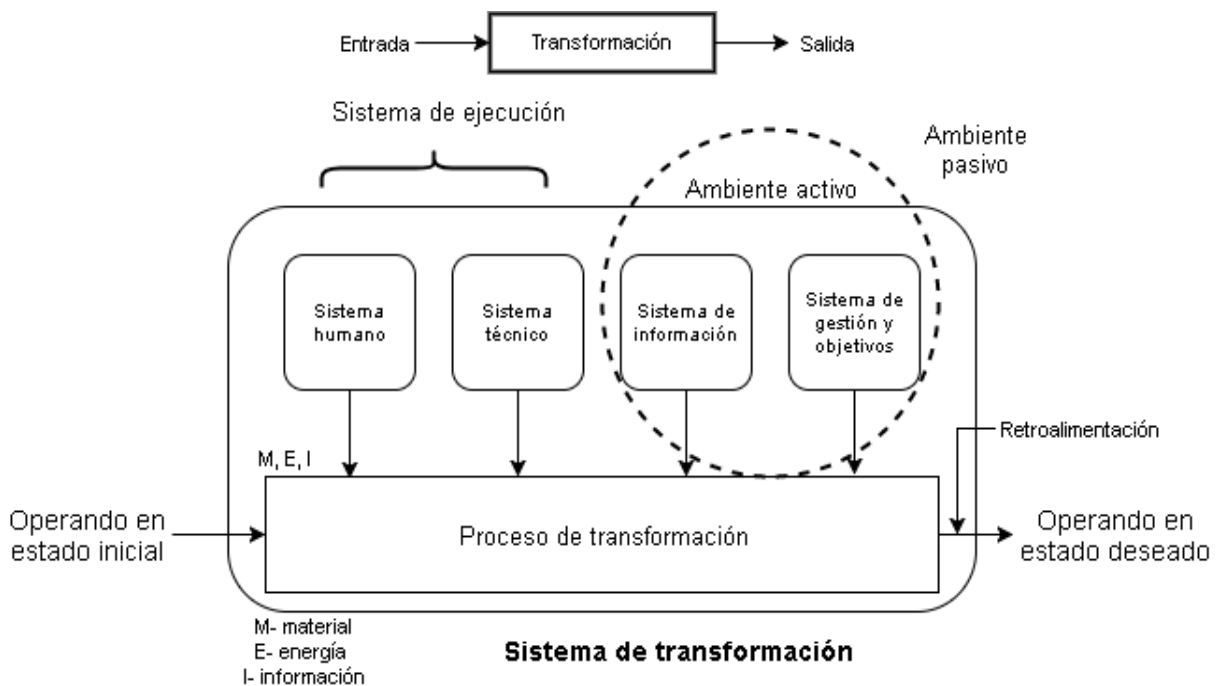 Entrada
Transformación
Salida
Sistema de ejecución
Ambiente
pasivo
Ambiente activo
Sistema
humano
Sistema
técnico
Sistema de
información
Sistema de
gestión y
objetivos
Retroalimentación
M, E, I
Operando en
estado inicial
Proceso de transformación
Operando en
estado deseado
M- material
E- energía
I- información
Sistema de transformación